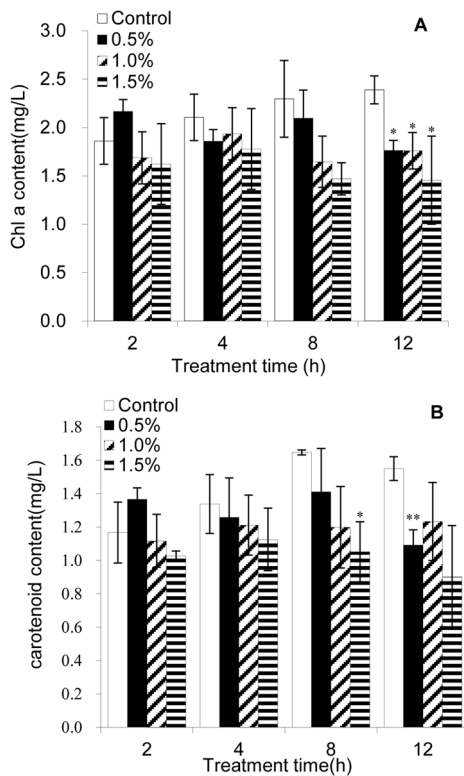 A
Control
0.5%
1.0%
1.5%
Chl a content(mg/L)
3.0
2.5
2.0
1.5
1.0
0.5
0.0
* * *
2 4 8 12
Treatment time (h)
B
Control
0.5%
1.0%
1.5%
carotenoid content(mg/L)
1.8
1.6
1.4
1.2
1.0
0.8
0.6
0.4
0.2
0.0
* **
2 4 8 12
Treatment time(h)